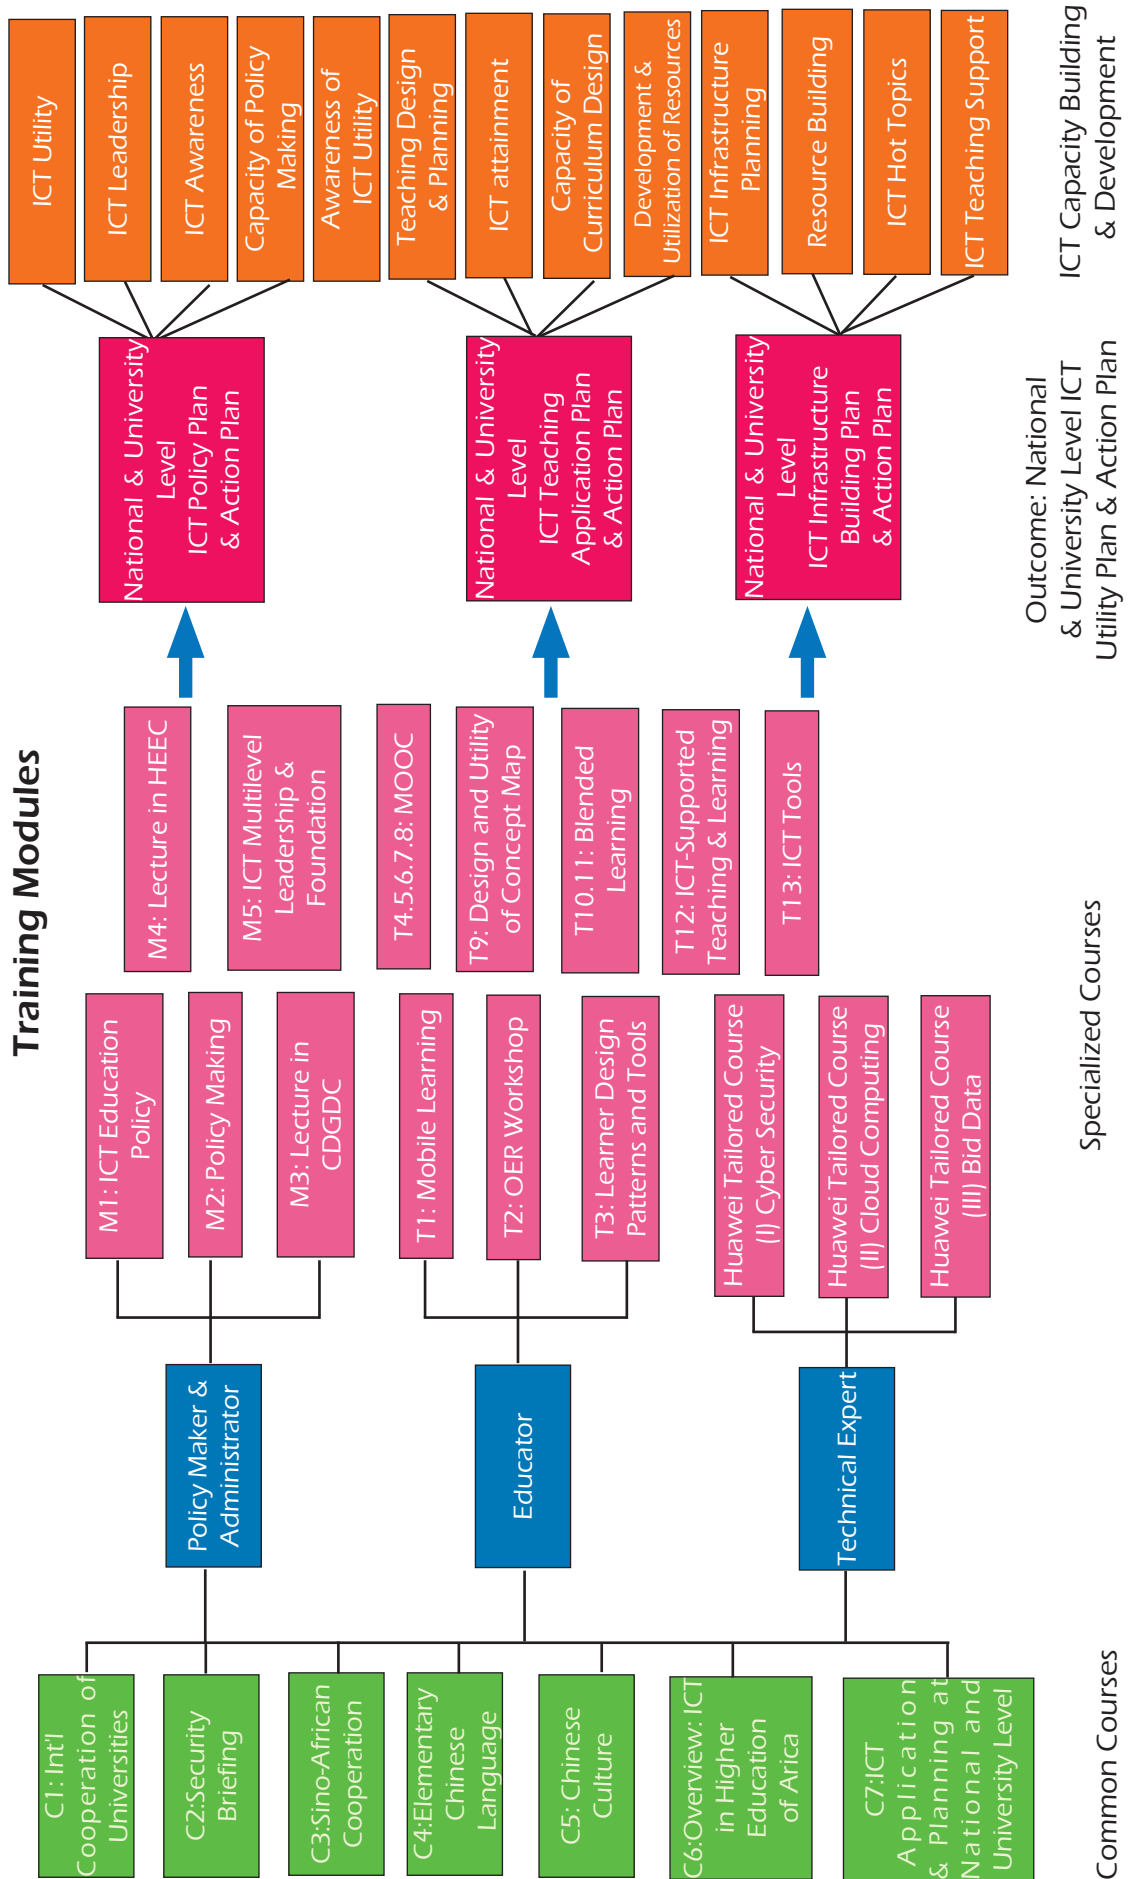 Training Modules
C1: Int'l
Cooperation of
Universities
C2:Security
Briefing
C3:Sino-African
Cooperation
C4:Elementary
Chinese
Language
C5: Chinese
Culture
C6:Overview: ICT
in Higher
Education
of Arica
C7:ICT
Application
& Planning at
National and
University Level
Common Courses
Policy Maker &
Administrator
Educator
Technical Expert
M1: ICT Education
Policy
M2: Policy Making
M3: Lecture in
CDGDC
T1: Mobile Learning
T2: OER Workshop
T3: Learner Design
Patterns and Tools
Huawei Tailored Course
(I) Cyber Security
Huawei Tailored Course
(II) Cloud Computing
Huawei Tailored Course
(III) Bid Data
M4: Lecture in HEEC
M5: ICT Multilevel
Leadership &
Foundation
T4.5.6.7.8: MOOC
T9: Design and Utility
of Concept Map
T10.11: Blended
Learning
T12: ICT-Supported
Teaching & Learning
T13: ICT Tools
Specialized Courses
National & University
Level
ICT Policy Plan
& Action Plan
National & University
Level
ICT Teaching
Application Plan
& Action Plan
National & University
Level
ICT Infrastructure
Building Plan
& Action Plan
Outcome: National
& University Level ICT
Utility Plan & Action Plan
ICT Utility
ICT Leadership
ICT Awareness
Capacity of Policy
Making
Awareness of
ICT Utility
Teaching Design
& Planning
ICT attainment
Capacity of
Curriculum Design
Development &
Utilization of Resources
ICT Infrastructure
Planning
Resource Building
ICT Hot Topics
ICT Teaching Support
ICT Capacity Building
& Development